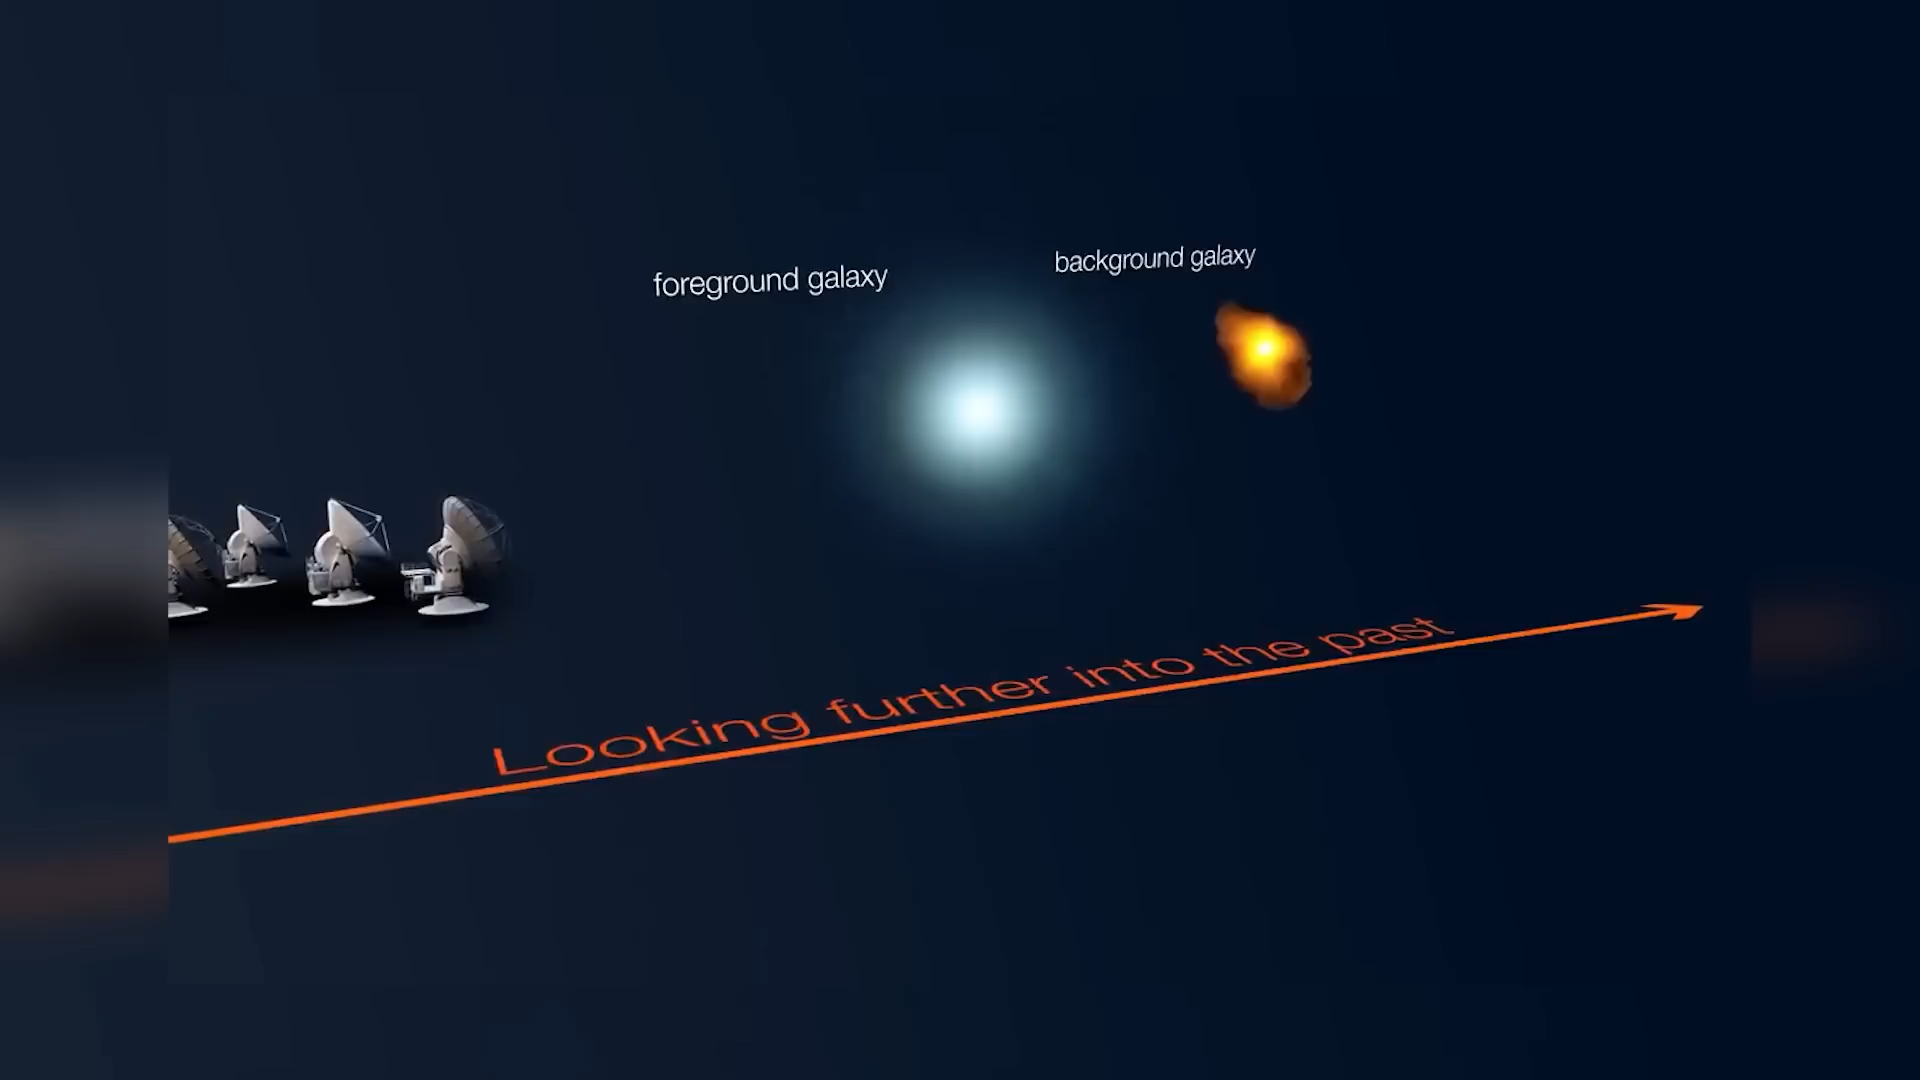 foreground galaxy
background galaxy
Looking further into the past